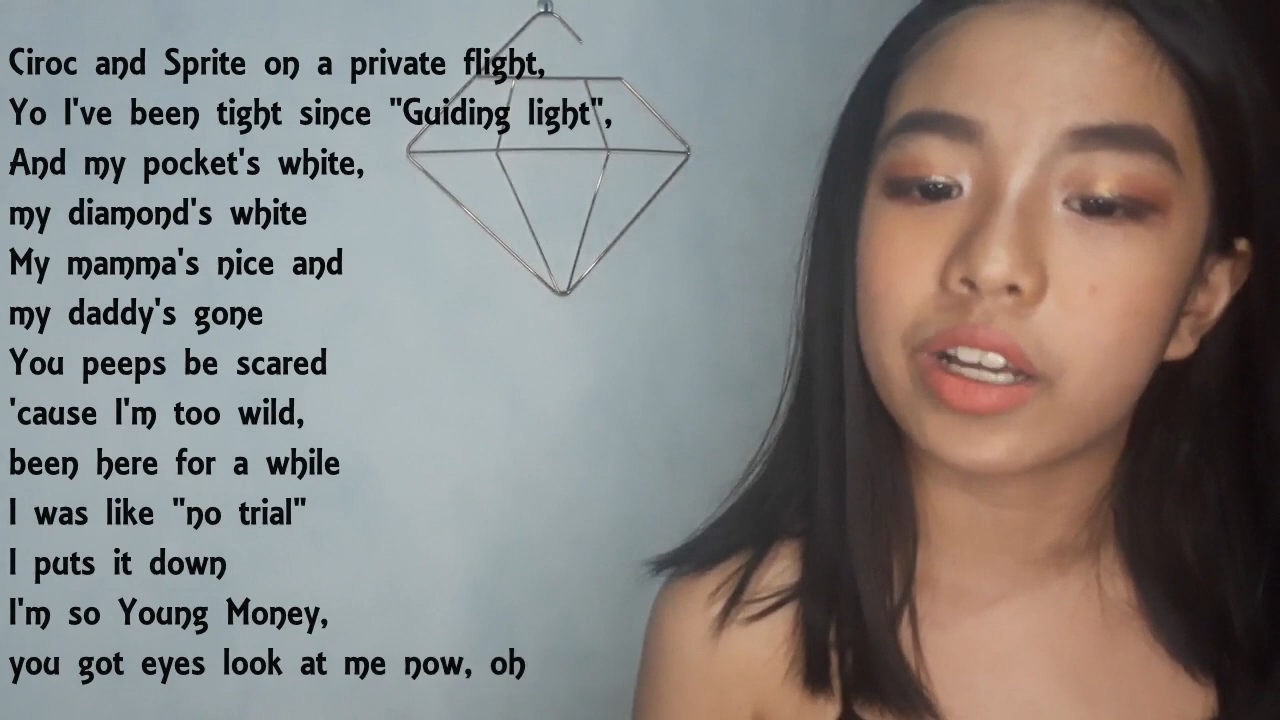 Ciroc and Sprite on a private flight,
Yo I've been tight since "Guiding light",
And my pocket's white,
my diamond's white
My mamma's nice and
my daddy's gone
You peeps be scared
'cause I'm too wild,
been here for a while
I was like "no trial"
I puts it down
I'm so Young Money,
you got eyes look at me now, oh